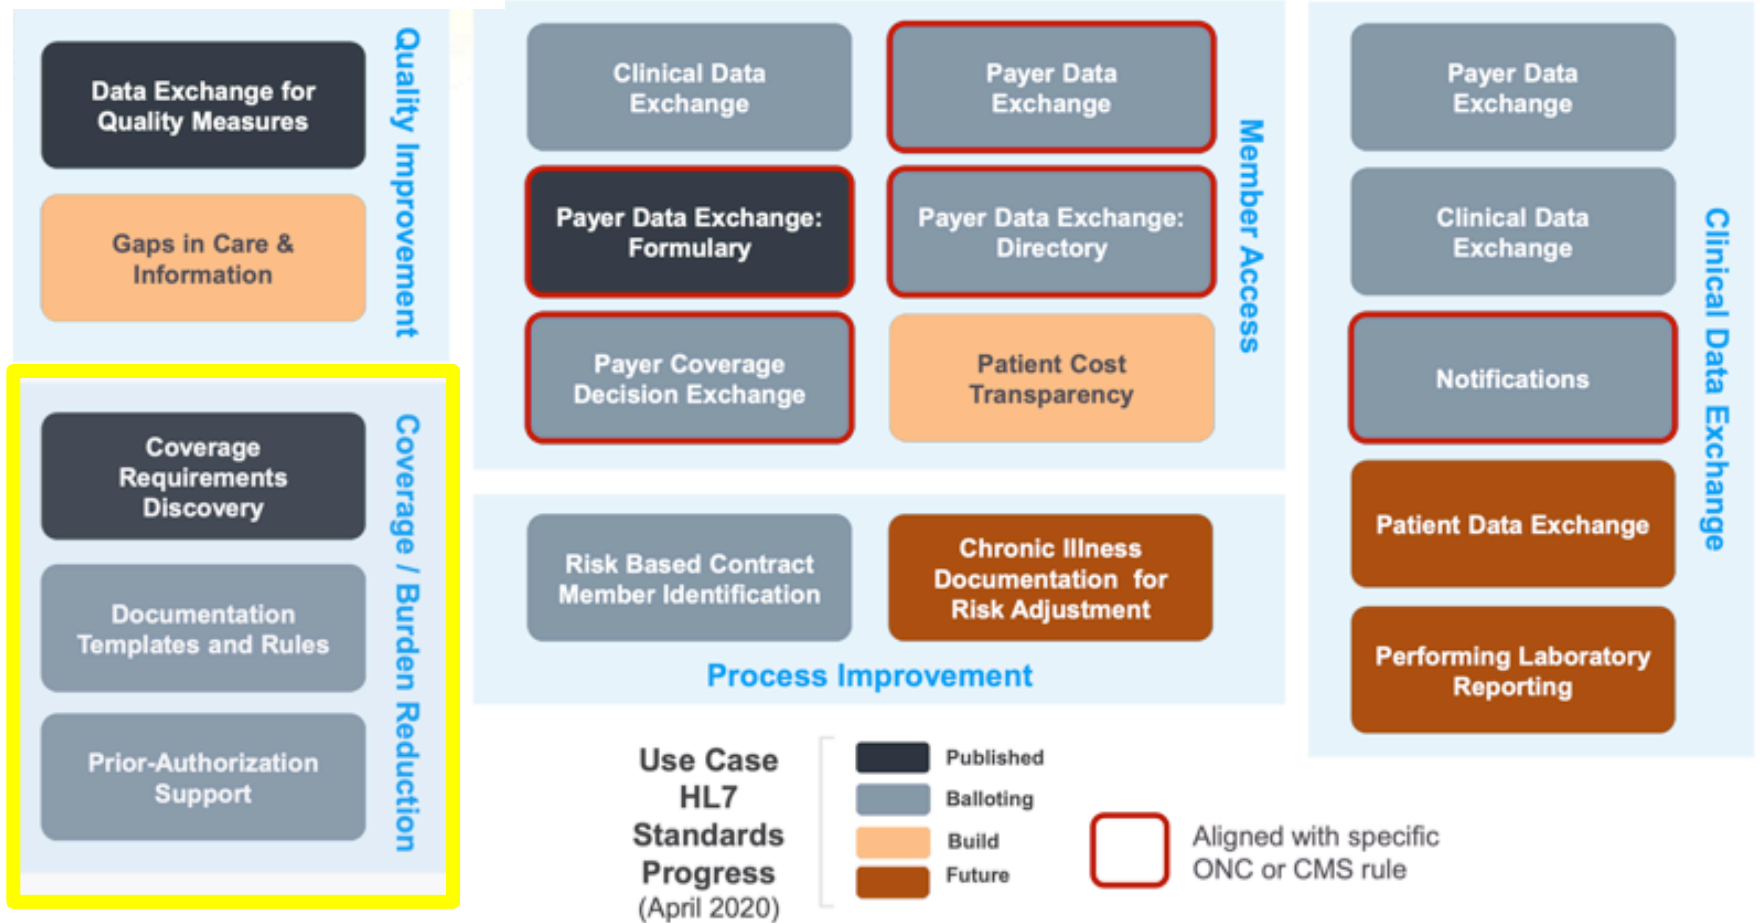 Data Exchange for
Quality Measures
Gaps in Care &
Information
Quality Improvement
Coverage
Requirements
Discovery
Documentation
Templates and Rules
Prior-Authorization
Support
Coverage / Burden Reduction
Clinical Data
Exchange
Payer Data
Exchange
Payer Data Exchange:
Formulary
Payer Data Exchange:
Directory
Payer Coverage
Decision Exchange
Patient Cost
Transparency
Member Access
Risk Based Contract
Member Identification
Chronic Illness
Documentation for
Risk Adjustment
Process Improvement
Payer Data
Exchange
Clinical Data
Exchange
Notifications
Patient Data Exchange
Performing Laboratory
Reporting
Clinical Data Exchange
Use Case
HL7
Standards
Progress
(April 2020)
Published
Balloting
Build
Future
Aligned with specific
ONC or CMS rule